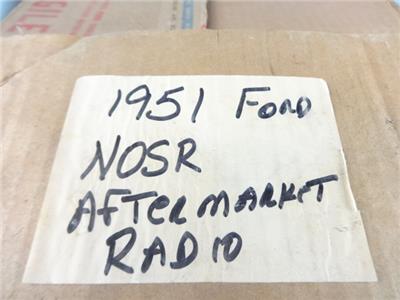 1951 Ford
NOSR
AFTERMARKET
RADIO